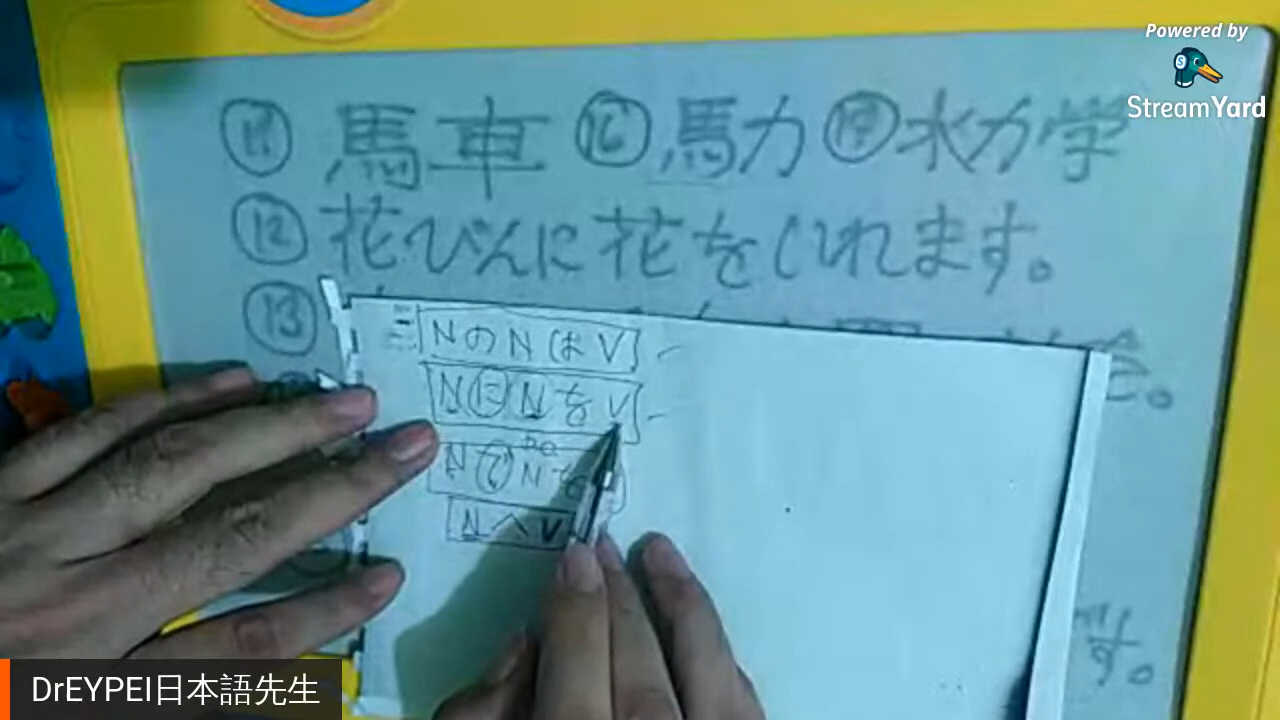 Powered by
StreamYard
⑪ 馬車 ⑯ 馬力 ⑰ 水力学
⑫ 花びんに花をいれます。
⑬
NのNはV
NにNをV
NでNを
NへV
す。
DrEYPEI日本語先生